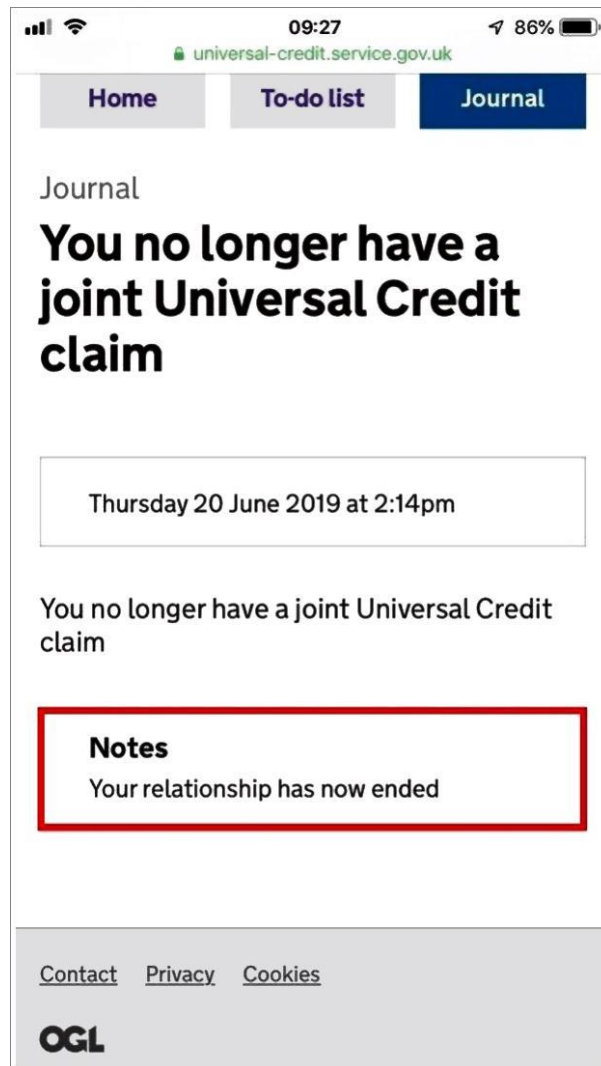 09:27
86%
universal-credit.service.gov.uk
Home
To-do list
Journal
Journal
You no longer have a
joint Universal Credit
claim
Thursday 20 June 2019 at 2:14pm
You no longer have a joint Universal Credit
claim
Notes
Your relationship has now ended
Contact
Privacy
Cookies
OGL